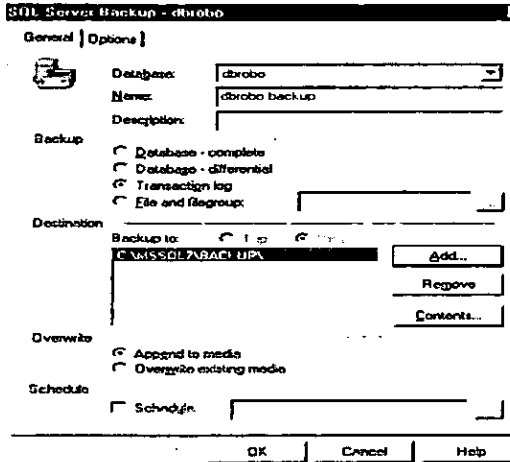 SQL Server Backup - dbrobo
General
Options
Database:
dbrobo
Name:
dbrobo backup
Description:
Backup
Database - complete
Database - differential
Transaction log
File and filegroup:
...
Destination
Backup to:
C:\MSSQL7\BACKUP\
Add...
Remove
Contents...
Overwrite
Append to media
Overwrite existing media
Schedule
Schedule:
OK
Cancel
Help